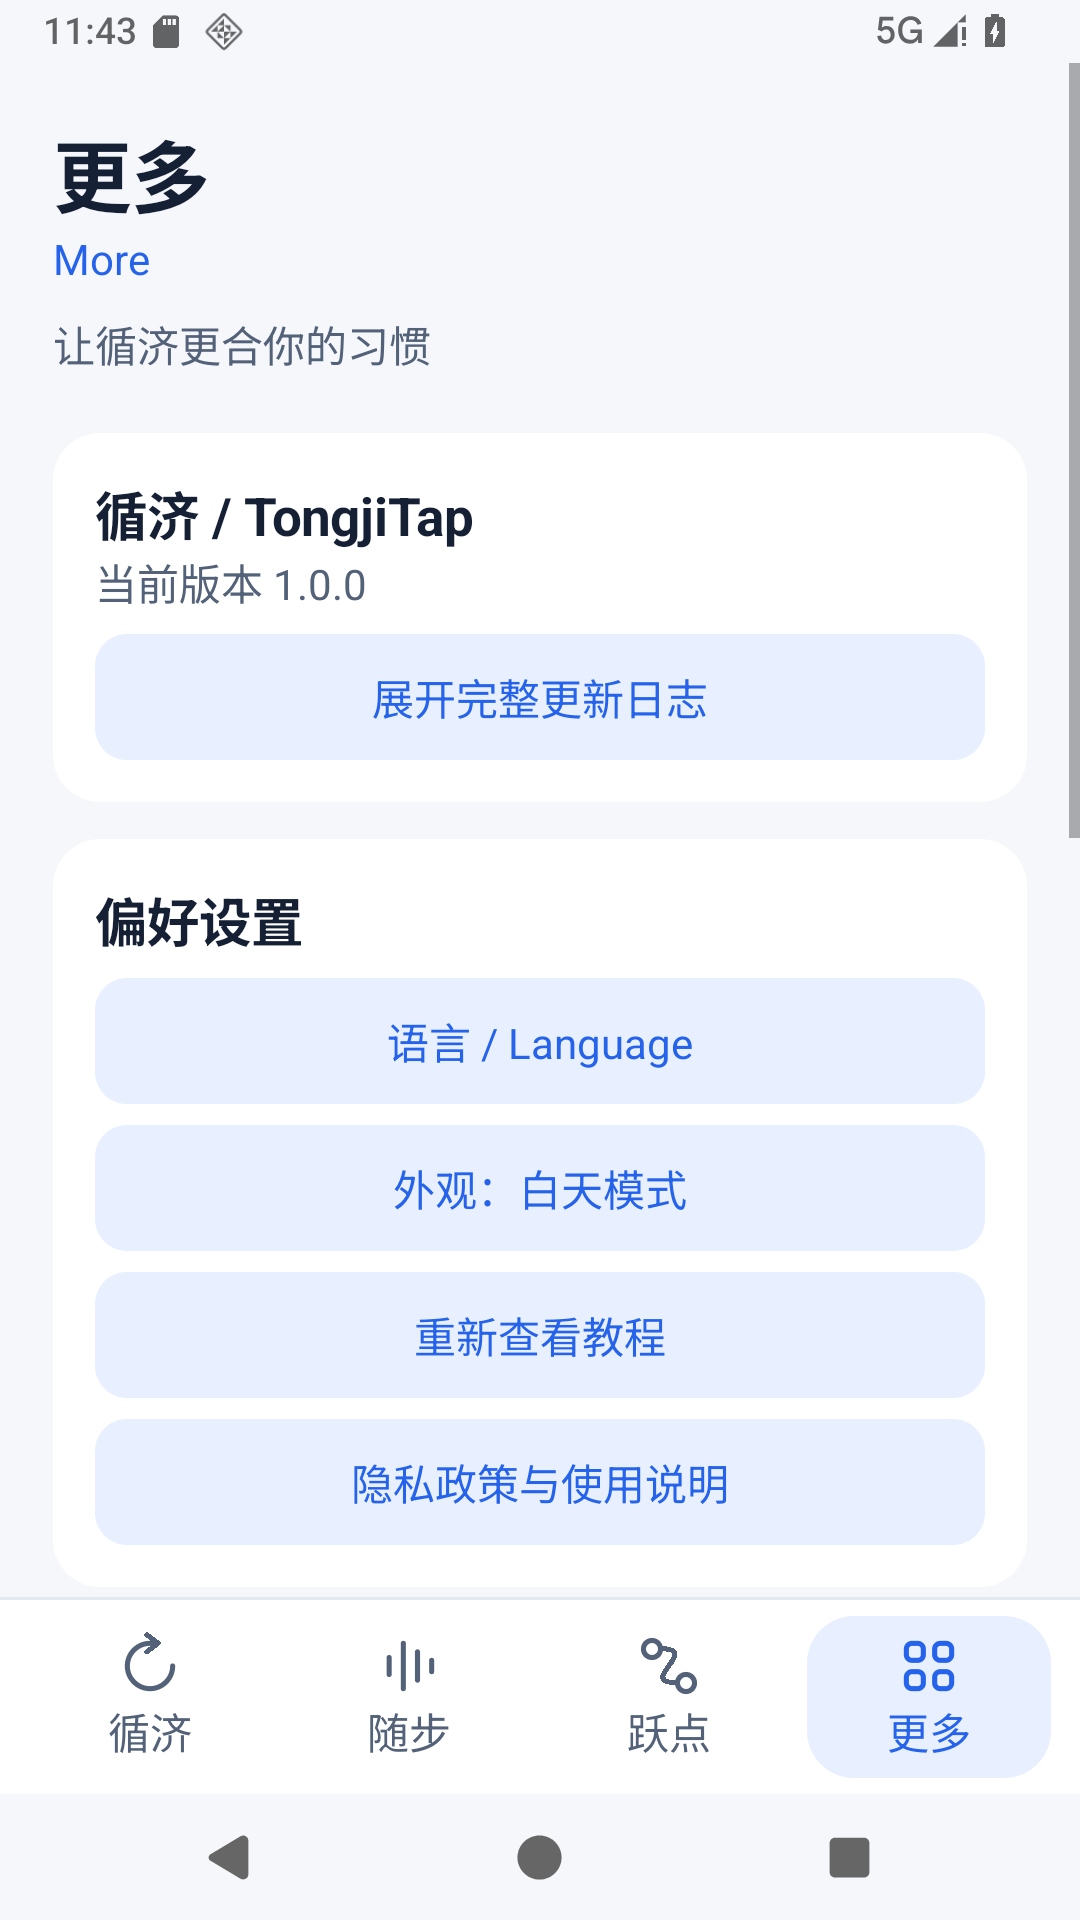 11:43 5G
更多
More
让循济更合你的习惯
循济 / TongjiTap
当前版本 1.0.0
展开完整更新日志
偏好设置
语言 / Language
外观：白天模式
重新查看教程
隐私政策与使用说明
循济 随步 跃点 更多